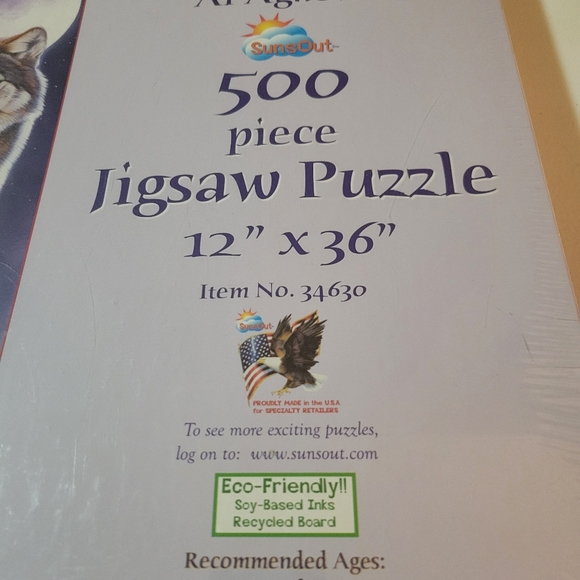 SunsOut
500
piece
Jigsaw Puzzle
12" x 36"
Item No. 34630
SunsOut
PROUDLY MADE in the U.S.A
for SPECIALTY RETAILERS
To see more exciting puzzles,
log on to: www.sunsout.com
Eco-Friendly!!
Soy-Based Inks
Recycled Board
Recommended Ages: